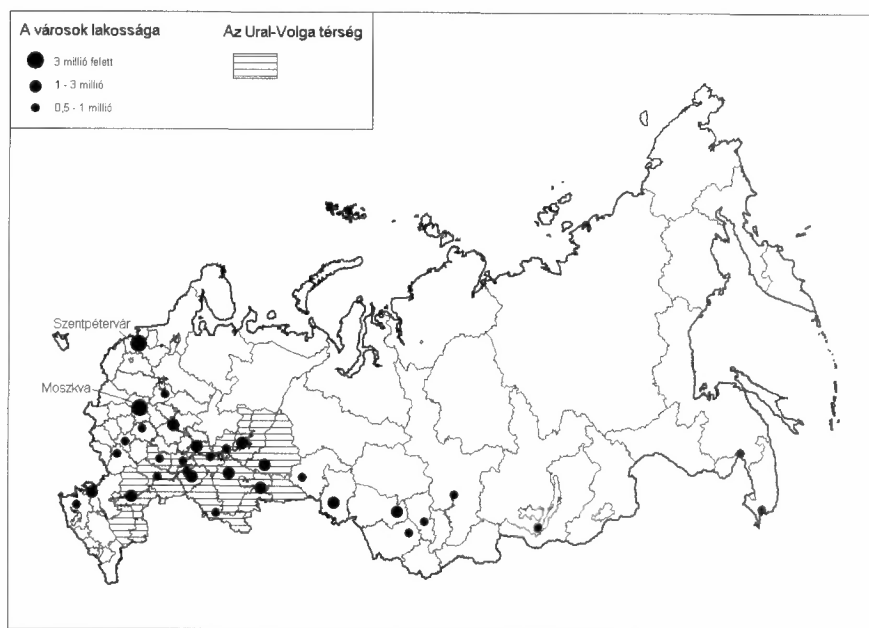 A városok lakossága
3 millió felett
1 - 3 millió
0,5 - 1 millió
Az Ural-Volga térség
Szentpétervár
Moszkva